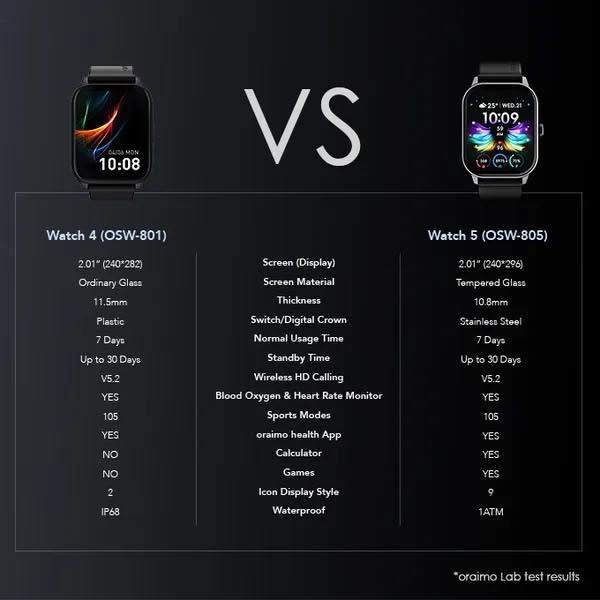 VS
04/06 MON
10:08
25° WED.21
10:09
59 AM 96
Watch 4 (OSW-801) Watch 5 (OSW-805)
2.01” (240*282) Screen (Display) 2.01” (240*296)
Ordinary Glass Screen Material Tempered Glass
11.5mm Thickness 10.8mm
Plastic Switch/Digital Crown Stainless Steel
7 Days Normal Usage Time 7 Days
Up to 30 Days Standby Time Up to 30 Days
V5.2 Wireless HD Calling V5.2
YES Blood Oxygen & Heart Rate Monitor YES
105 Sports Modes 105
YES oraimo health App YES
NO Calculator YES
NO Games YES
2 Icon Display Style 9
IP68 Waterproof 1ATM
*oraimo Lab test results